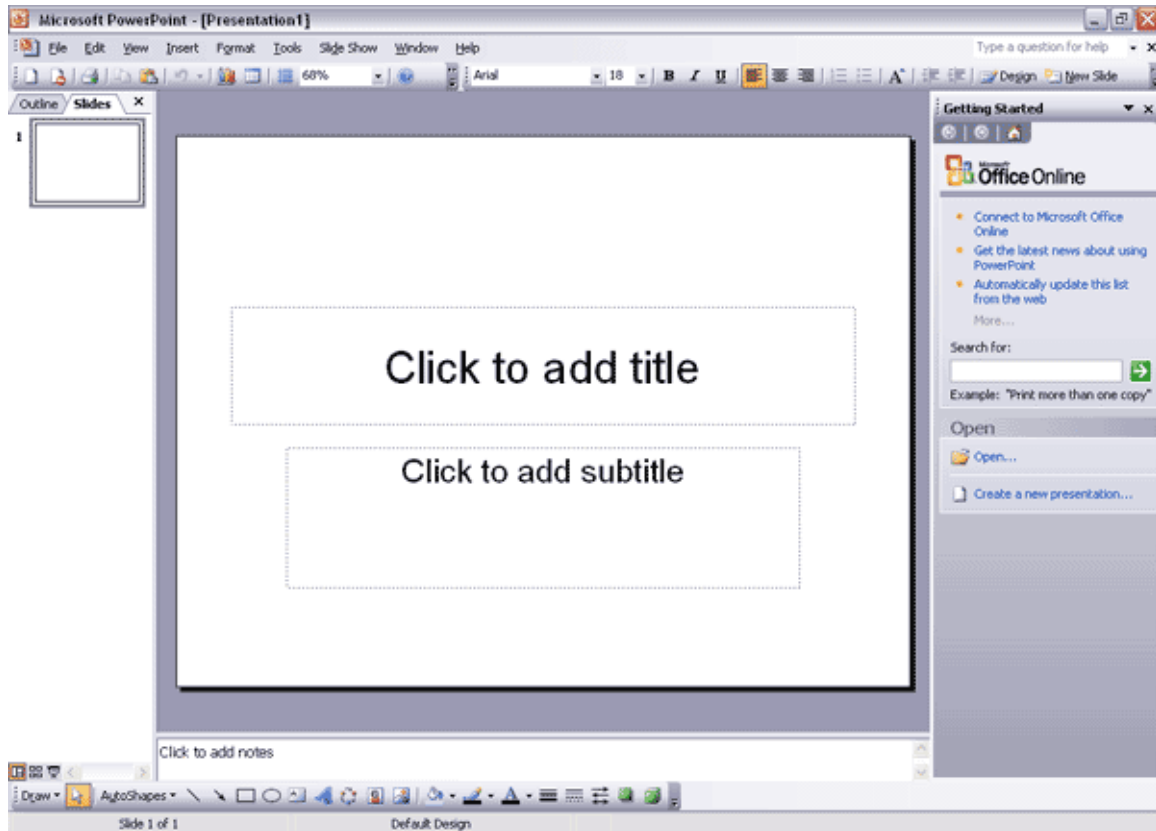 Microsoft PowerPoint - [Presentation1]
File Edit View Insert Format Tools Slide Show Window Help Type a question for help
68% Arial 18 B I U A Design New Slide
Outline Slides
1
Click to add title
Click to add subtitle
Click to add notes
Getting Started
Microsoft
Office Online
Connect to Microsoft Office
Online
Get the latest news about using
PowerPoint
Automatically update this list
from the web
More...
Search for:
Example: "Print more than one copy"
Open
Open...
Create a new presentation...
Draw AutoShapes A
Slide 1 of 1 Default Design